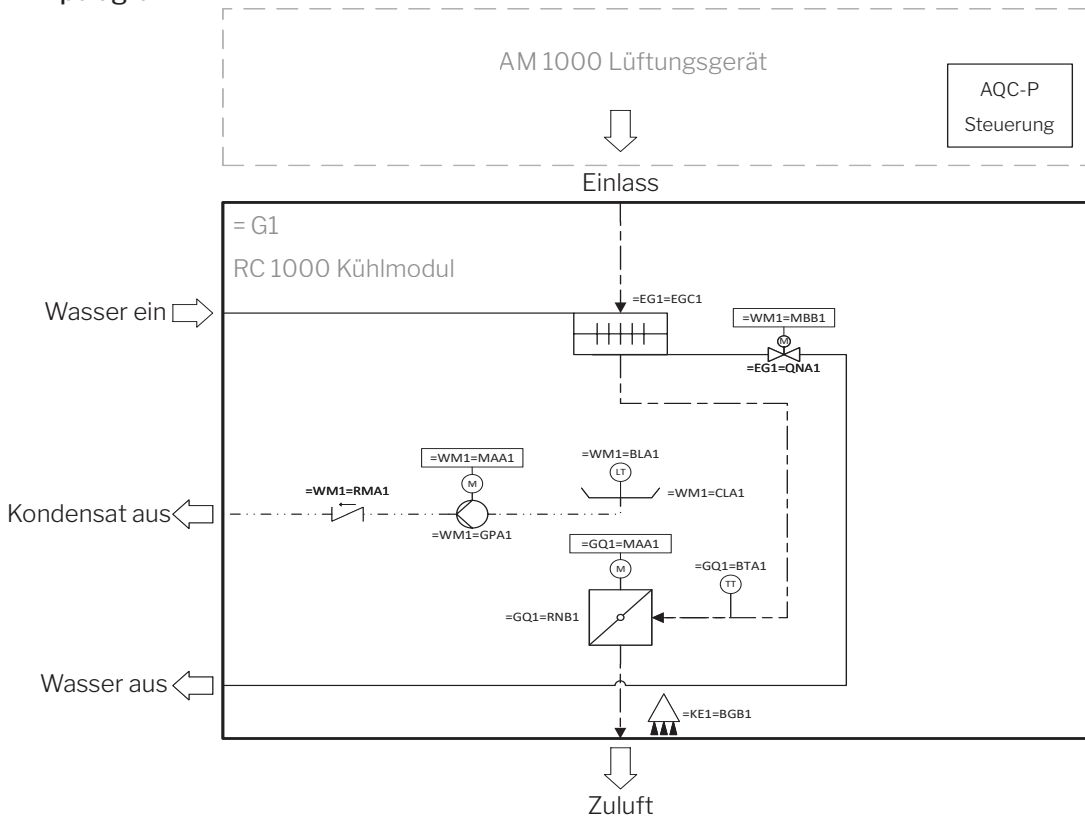 AM 1000 Lüftungsgerät
AQC-P
Steuerung
Einlass
= G1
RC 1000 Kühlmodul
Wasser ein
=EG1=EGC1
=WM1=MBB1
M
=EG1=QNA1
=WM1=MAA1
M
=WM1=BLA1
LT
=WM1=RMA1
=WM1=CLA1
Kondensat aus
=WM1=GPA1
=GQ1=MAA1
M
=GQ1=BTA1
TT
=GQ1=RNB1
Wasser aus
=KE1=BGB1
Zuluft